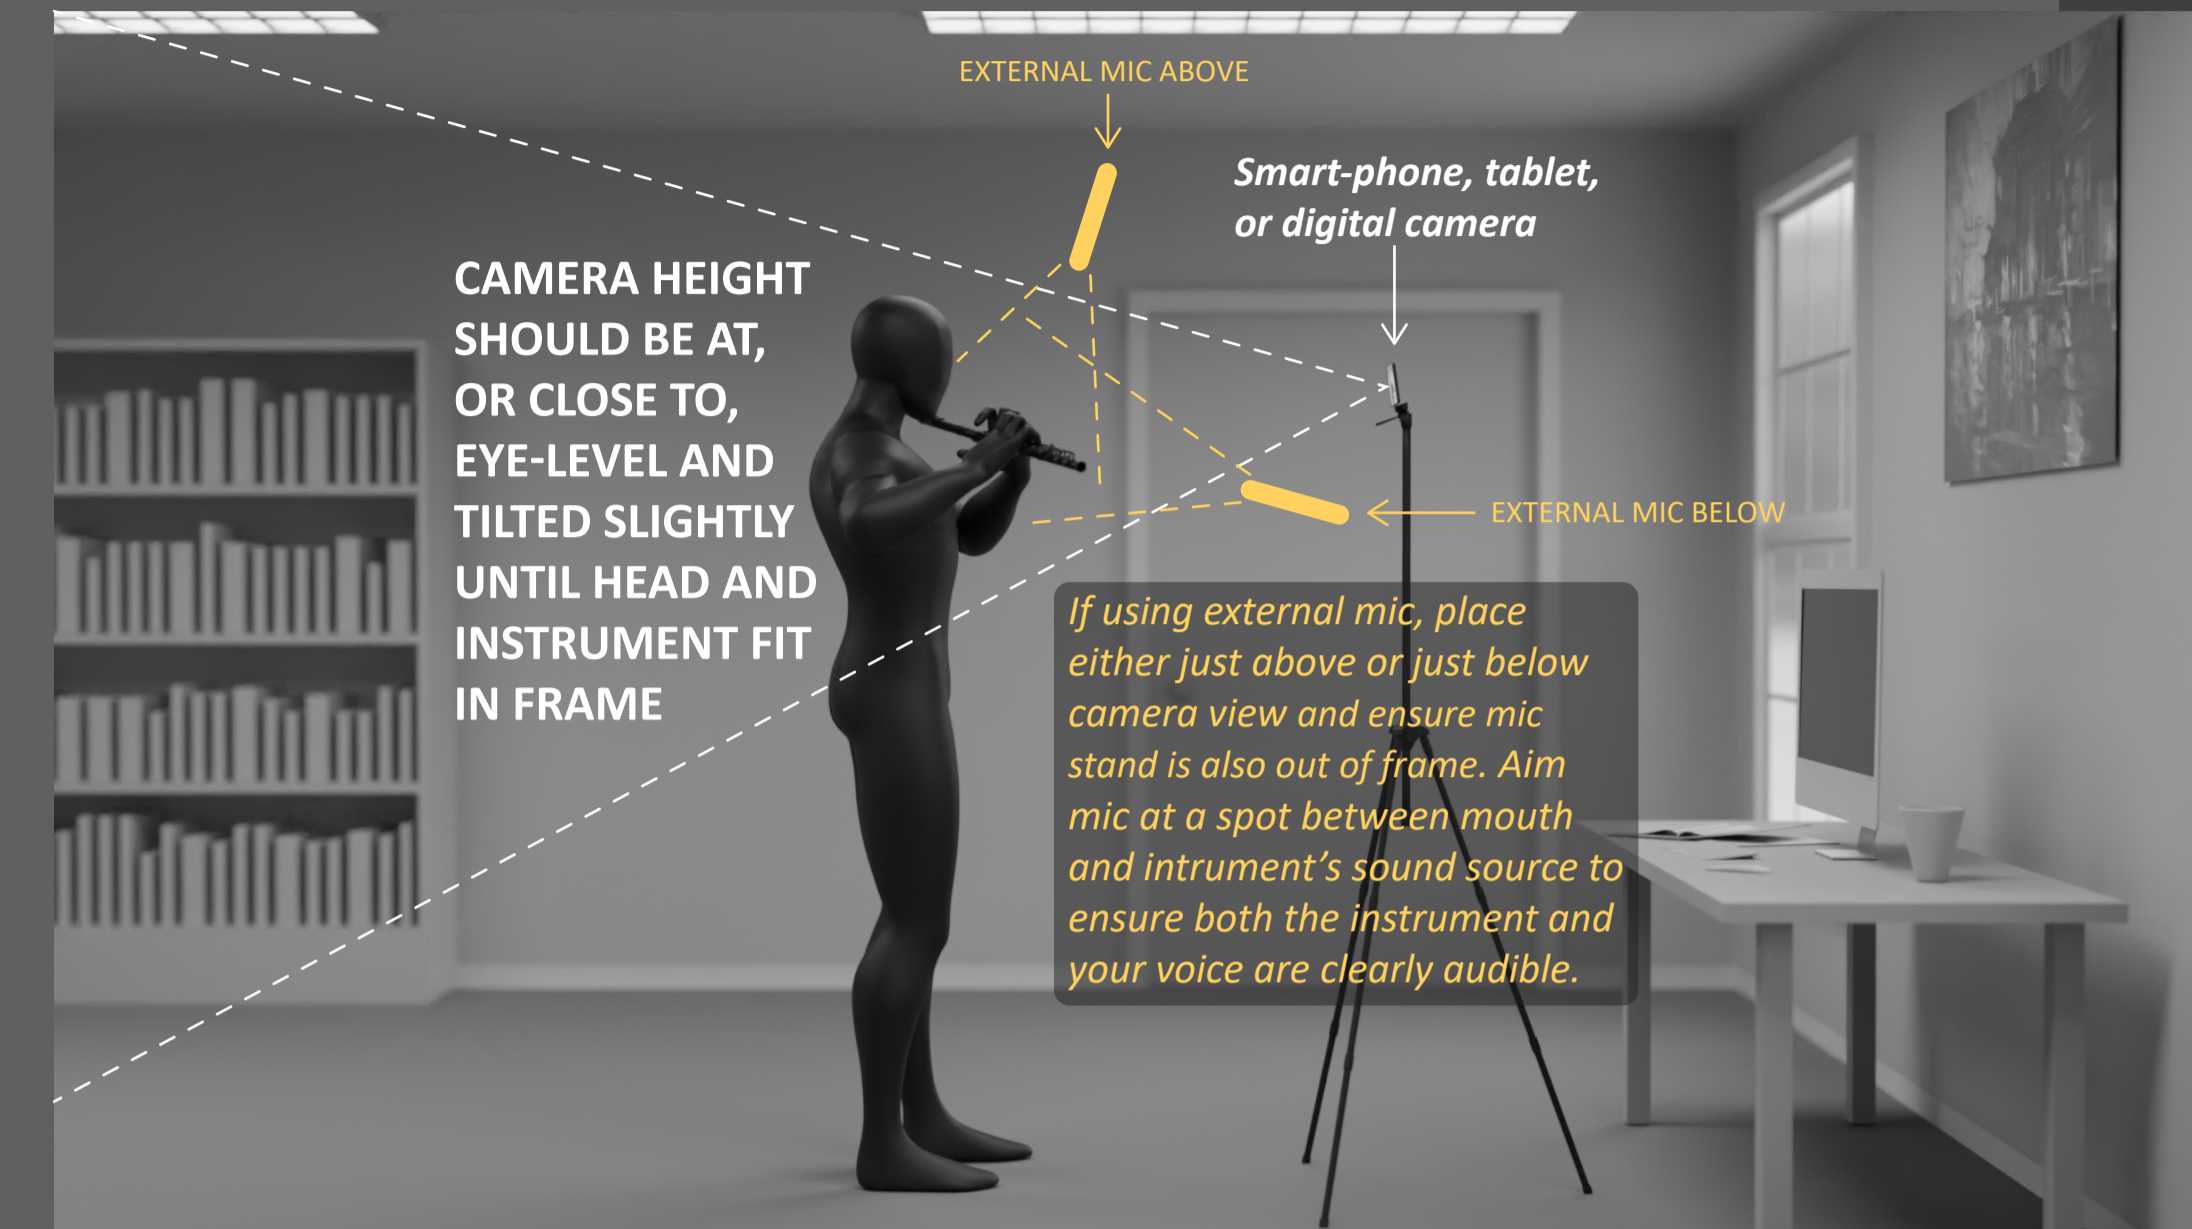 EXTERNAL MIC ABOVE
Smart-phone, tablet,
or digital camera
CAMERA HEIGHT
SHOULD BE AT,
OR CLOSE TO,
EYE-LEVEL AND
TILTED SLIGHTLY
UNTIL HEAD AND
INSTRUMENT FIT
IN FRAME
EXTERNAL MIC BELOW
If using external mic, place
either just above or just below
camera view and ensure mic
stand is also out of frame. Aim
mic at a spot between mouth
and intrument’s sound source to
ensure both the instrument and
your voice are clearly audible.